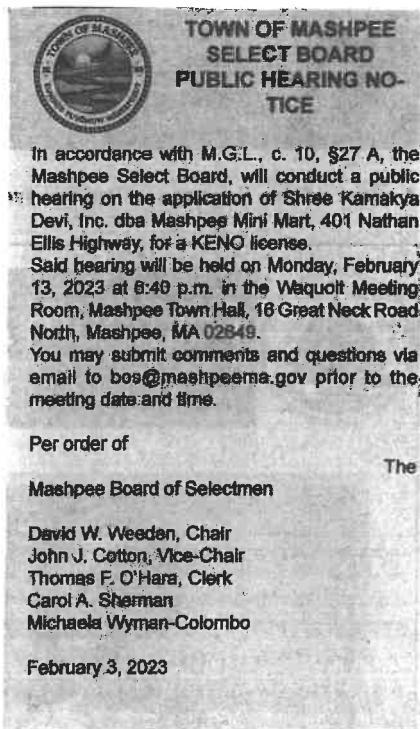 TOWN OF MASHPEE
TOWN OF MASHPEE
SELECT BOARD
PUBLIC HEARING NO-
TICE
In accordance with M.G.L., c. 10, §27 A, the
Mashpee Select Board, will conduct a public
hearing on the application of Shree Kamakya
Devi, Inc. dba Mashpee Mini Mart, 401 Nathan
Ellis Highway, for a KENO license.
Said hearing will be held on Monday, February
13, 2023 at 6:40 p.m. in the Waquoit Meeting
Room, Mashpee Town Hall, 16 Great Neck Road
North, Mashpee, MA 02649.
You may submit comments and questions via
email to bos@mashpeema.gov prior to the
meeting date and time.
Per order of
The
Mashpee Board of Selectmen
David W. Weeden, Chair
John J. Cotton, Vice-Chair
Thomas F. O'Hara, Clerk
Carol A. Sherman
Michaela Wyman-Colombo
February 3, 2023